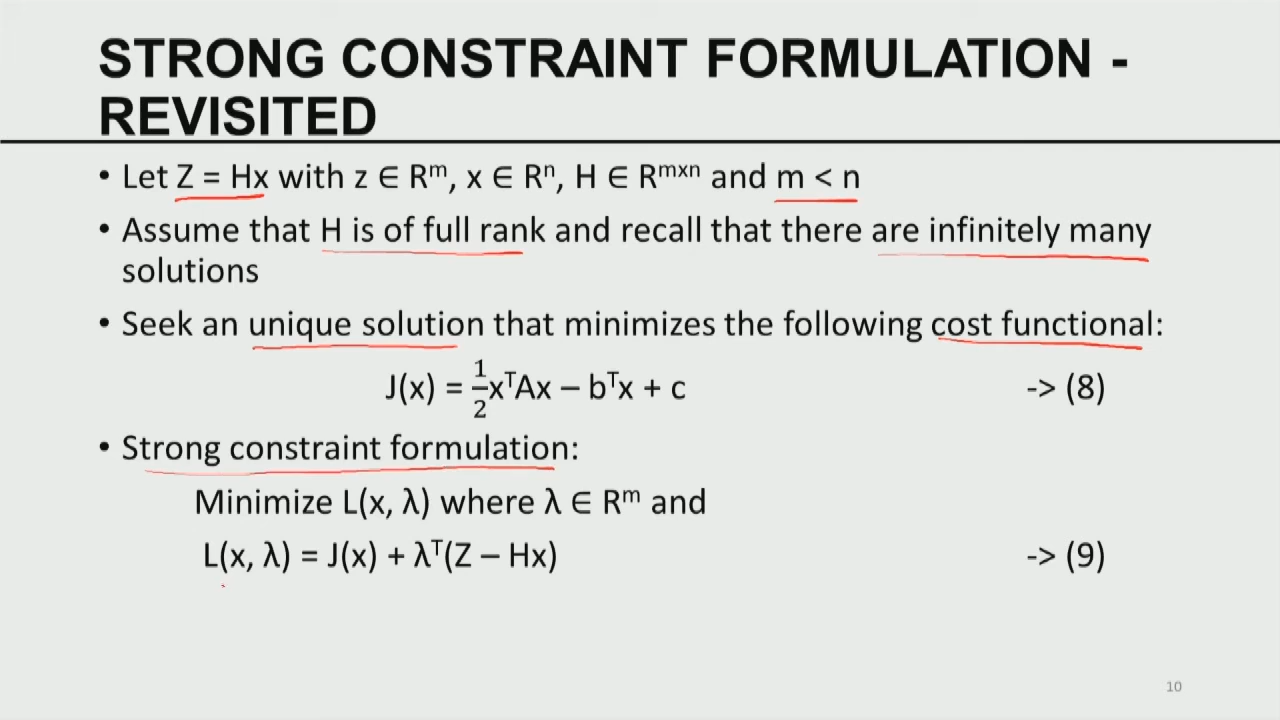 STRONG CONSTRAINT FORMULATION -
REVISITED
• Let Z = Hx with z ∈ Rᵐ, x ∈ Rⁿ, H ∈ Rᵐˣⁿ and m < n
• Assume that H is of full rank and recall that there are infinitely many
solutions
• Seek an unique solution that minimizes the following cost functional:
J(x) = ½xᵀAx – bᵀx + c -> (8)
• Strong constraint formulation:
Minimize L(x, λ) where λ ∈ Rᵐ and
L(x, λ) = J(x) + λᵀ(Z – Hx) -> (9)
10